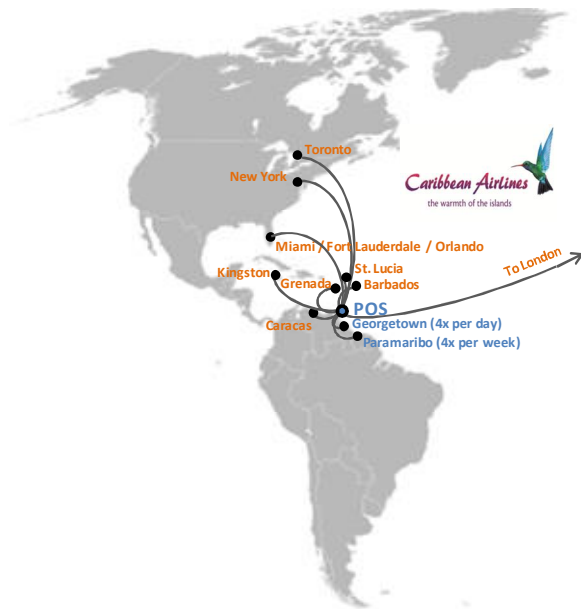 Toronto
Caribbean Airlines
New York
the warmth of the islands
Miami / Fort Lauderdale / Orlando
To London
Kingston
St. Lucia
Grenada
Barbados
POS
Caracas
Georgetown (4x per day)
Paramaribo (4x per week)